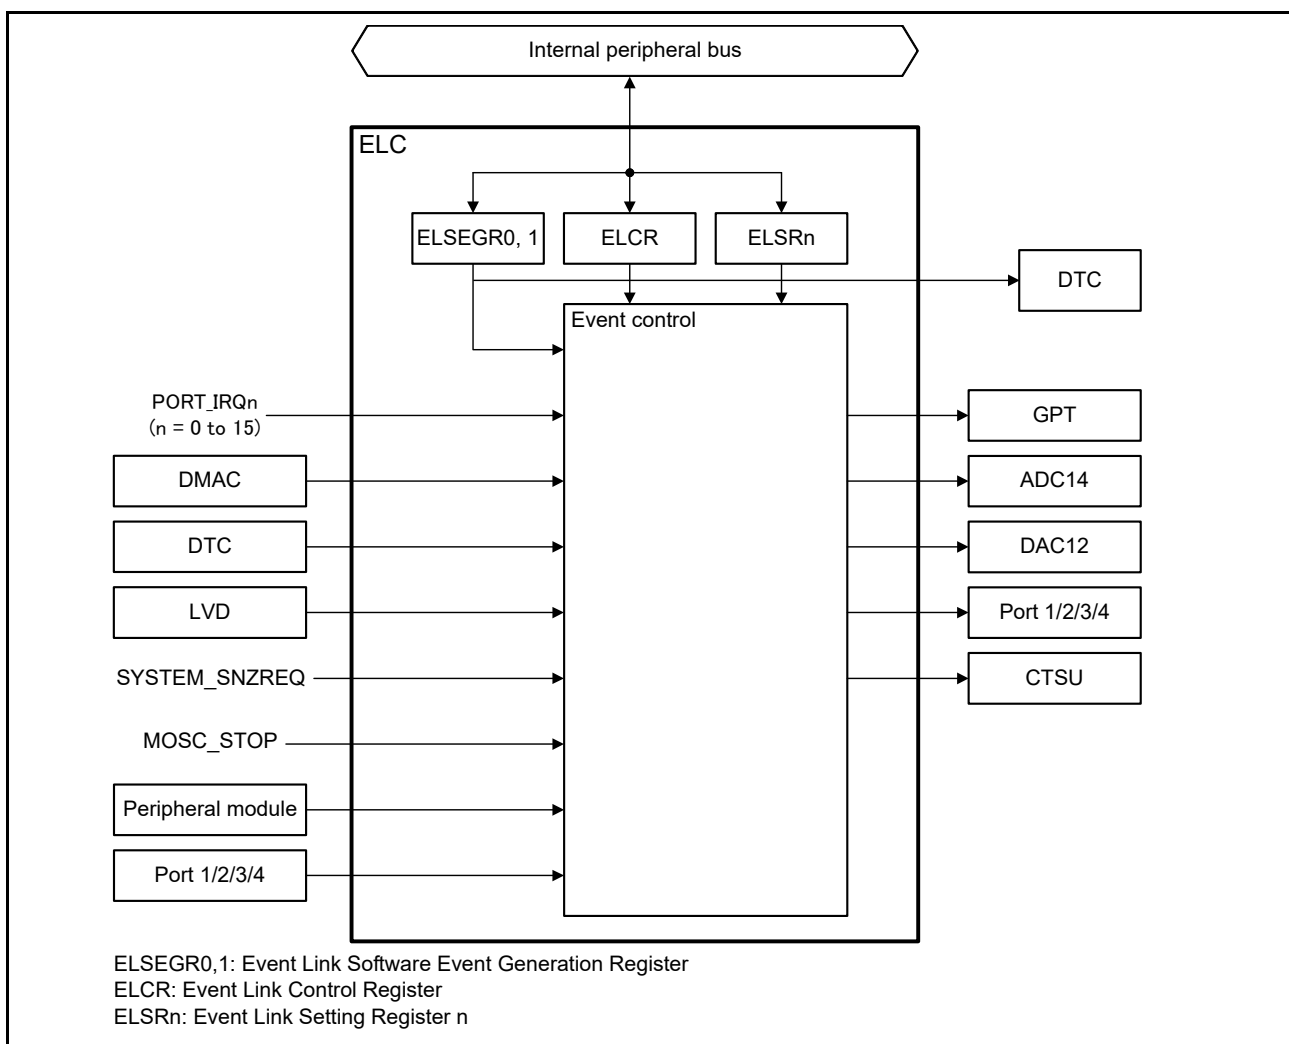 Internal peripheral bus
ELC
ELSEGR0, 1
ELCR
ELSRn
DTC
Event control
PORT_IRQn
(n = 0 to 15)
GPT
DMAC
ADC14
DTC
DAC12
LVD
Port 1/2/3/4
SYSTEM_SNZREQ
CTSU
MOSC_STOP
Peripheral module
Port 1/2/3/4
ELSEGR0,1: Event Link Software Event Generation Register
ELCR: Event Link Control Register
ELSRn: Event Link Setting Register n